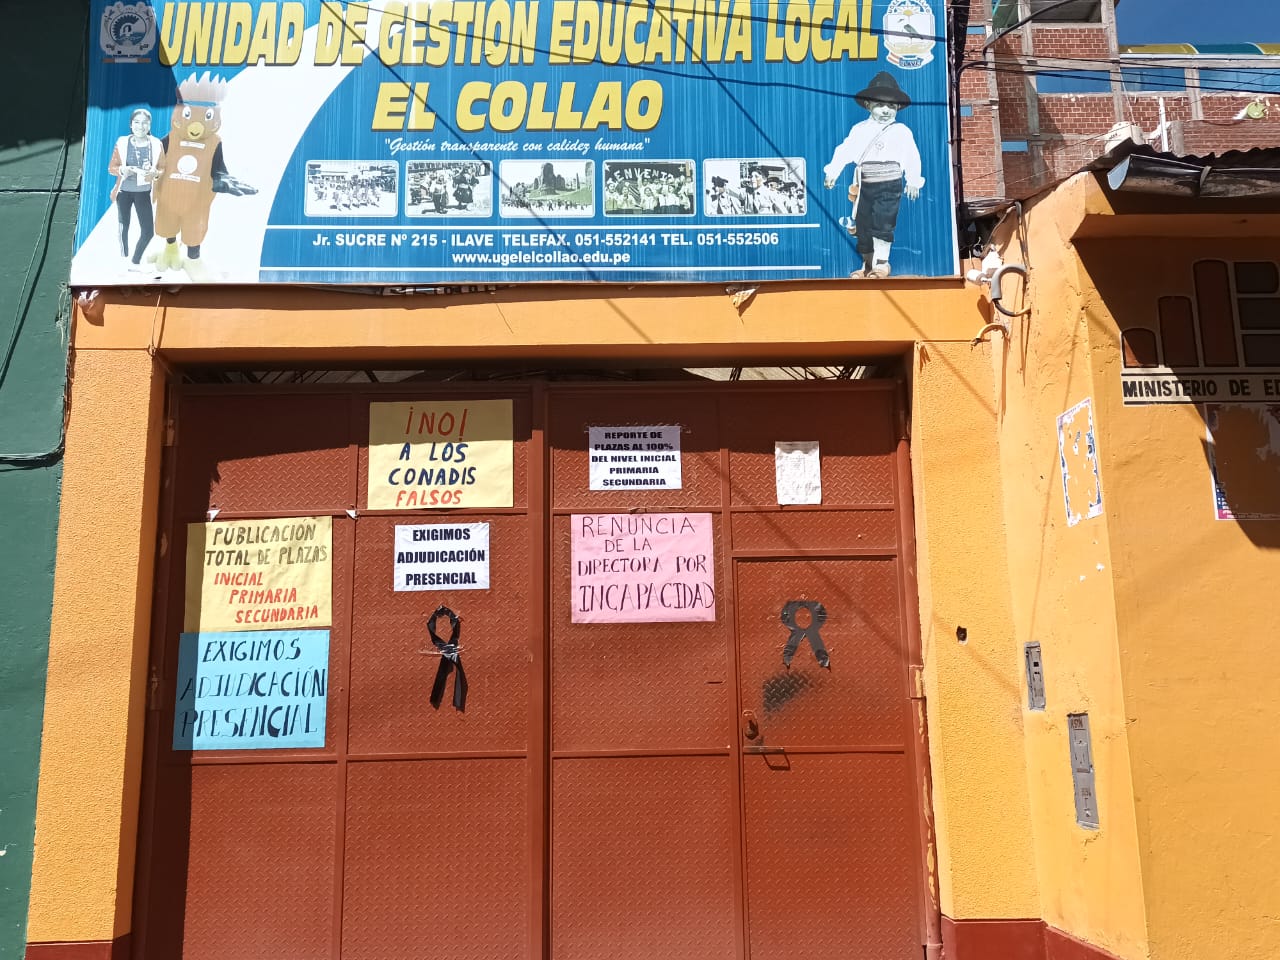 UNIDAD DE GESTIÓN EDUCATIVA LOCAL
EL COLLAO
"Gestión transparente con calidez humana"
Jr. SUCRE Nº 215 - ILAVE TELEFAX. 051-552141 TEL. 051-552506
www.ugelelcollao.edu.pe
MINISTERIO DE
¡NO!
A LOS
CONADIS
FALSOS
REPORTE DE
PLAZAS AL 100%
DEL NIVEL INICIAL
PRIMARIA
SECUNDARIA
PUBLICACIÓN
TOTAL DE PLAZAS
INICIAL
PRIMARIA
SECUNDARIA
EXIGIMOS
ADJUDICACIÓN
PRESENCIAL
RENUNCIA
DE LA
DIRECTORA POR
INCAPACIDAD
EXIGIMOS
ADJUDICACIÓN
PRESENCIAL